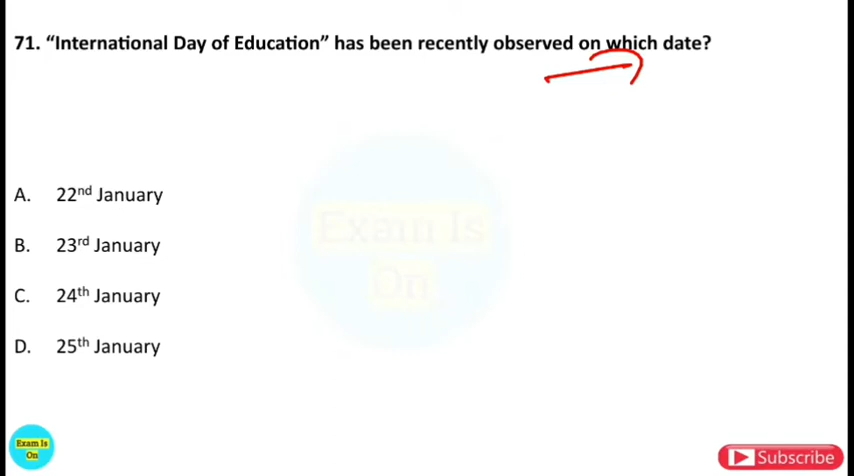 71. “International Day of Education” has been recently observed on which date?
Exam Is
On
A. 22nd January
B. 23rd January
C. 24th January
D. 25th January
Exam Is
On
Subscribe